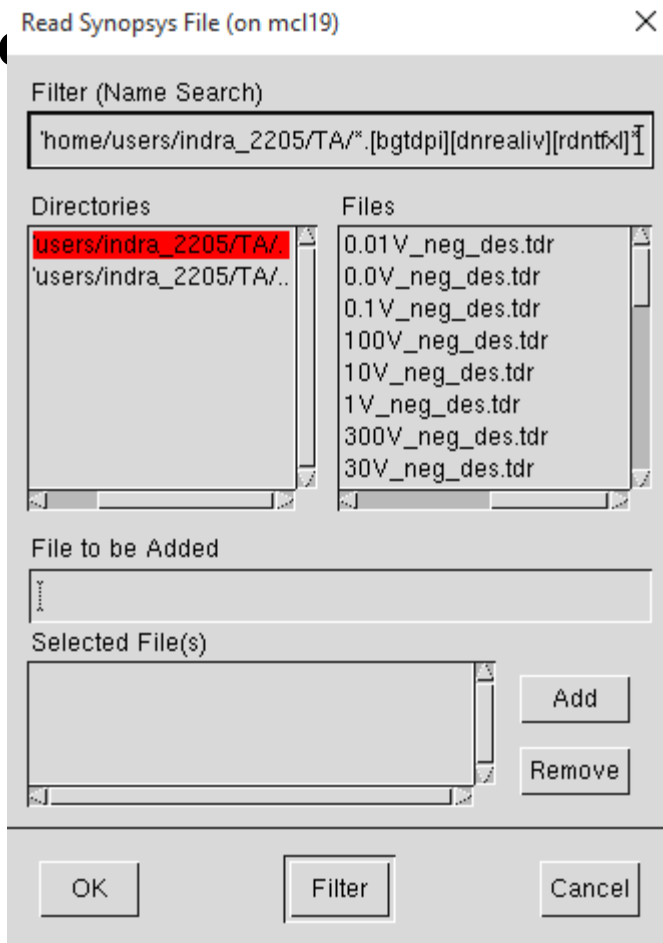 Read Synopsys File (on mcl19)
Filter (Name Search)
'home/users/indra_2205/TA/*.[bgtdpi][dnrealiv][rdntfxl]*
Directories
'users/indra_2205/TA/.
'users/indra_2205/TA/..
Files
0.01V_neg_des.tdr
0.0V_neg_des.tdr
0.1V_neg_des.tdr
100V_neg_des.tdr
10V_neg_des.tdr
1V_neg_des.tdr
300V_neg_des.tdr
30V_neg_des.tdr
File to be Added
Selected File(s)
Add
Remove
OK
Filter
Cancel